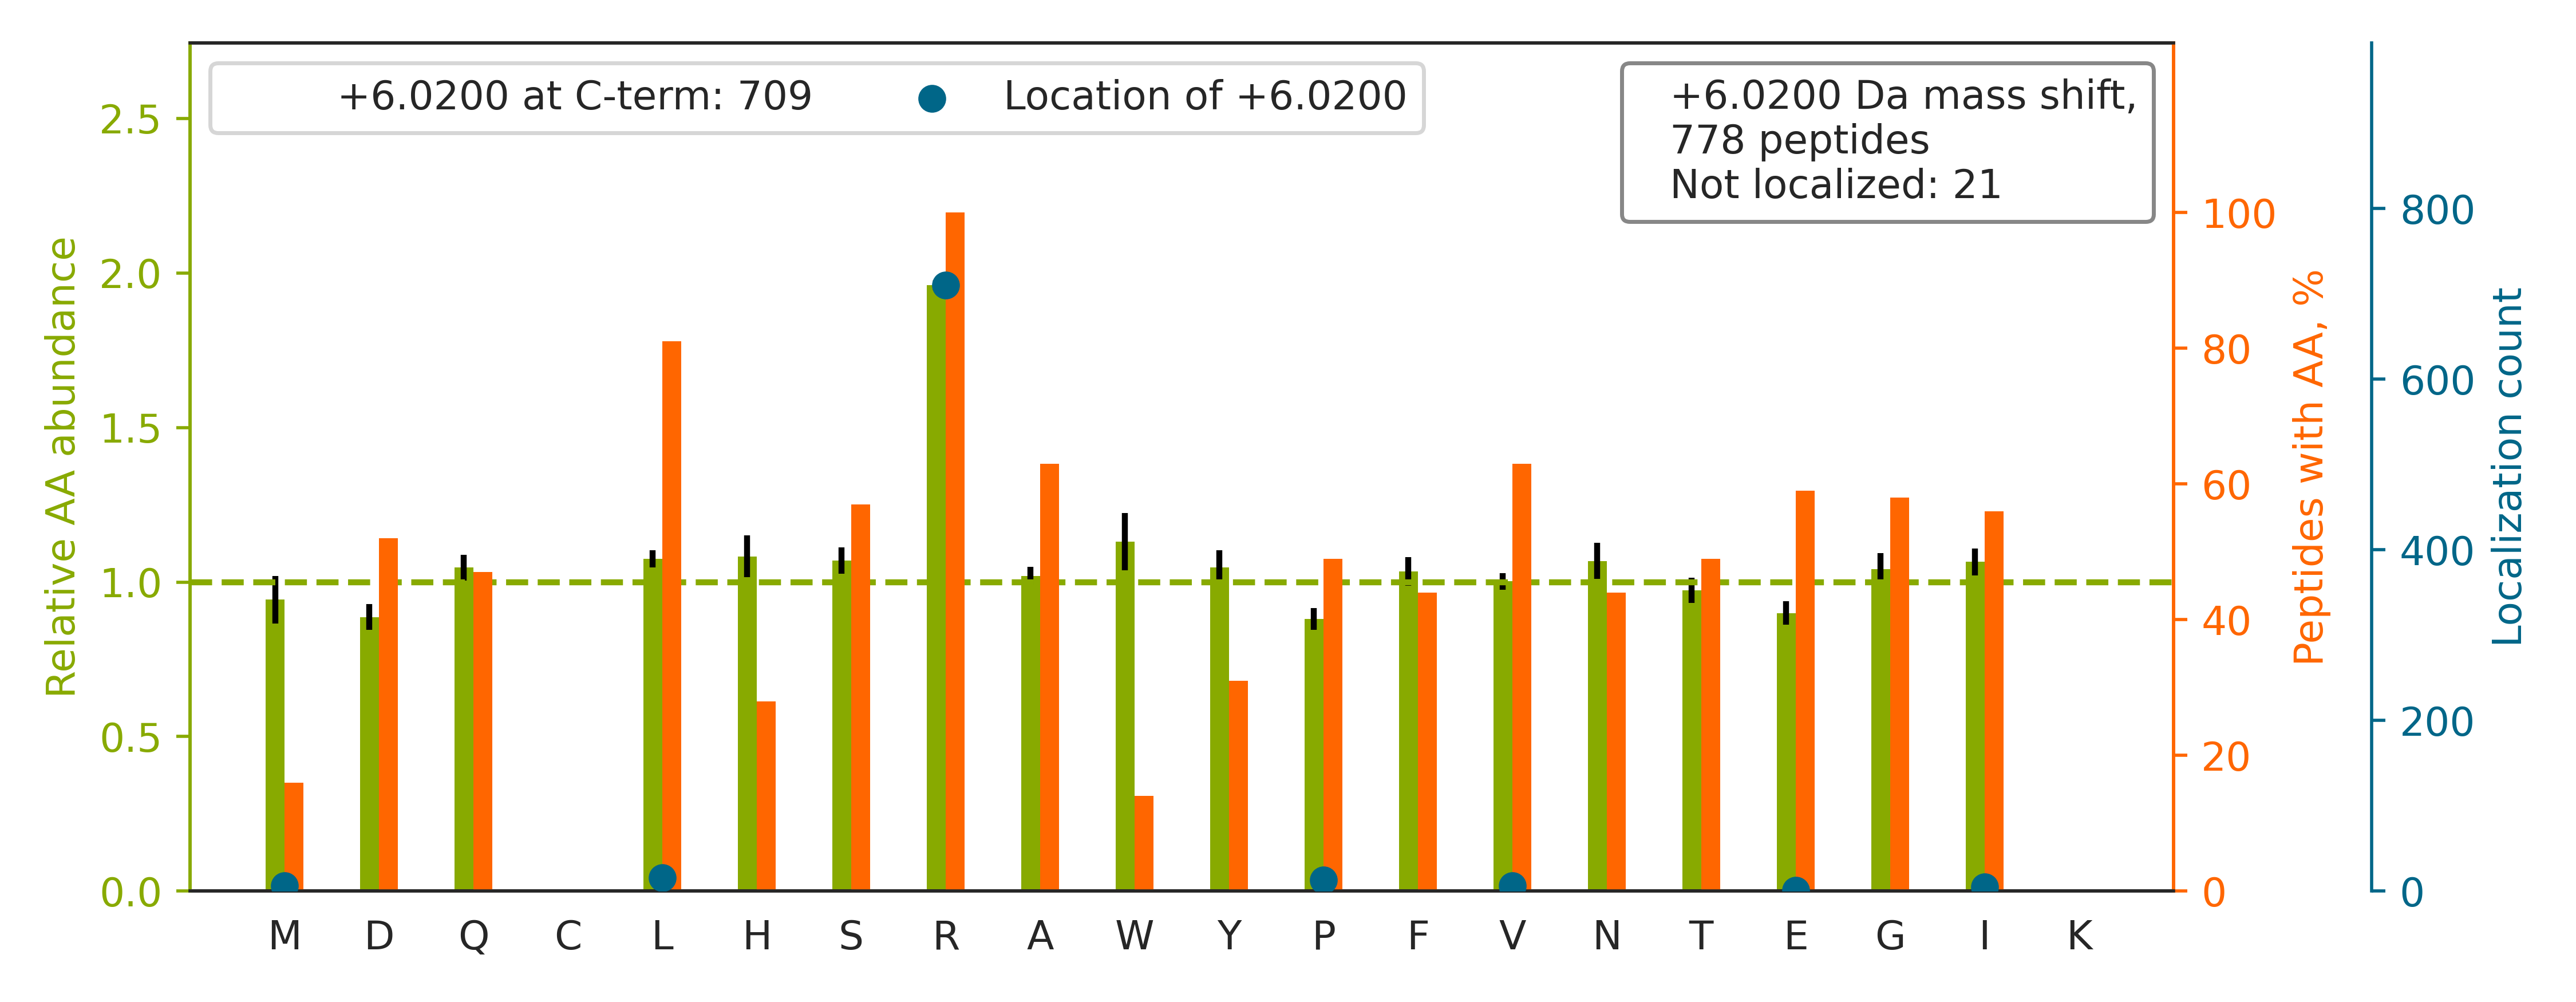 +6.0200 at C-term: 709
Location of +6.0200
+6.0200 Da mass shift,
778 peptides
Not localized: 21
Relative AA abundance
2.5
2.0
1.5
1.0
0.5
0.0
M D Q C L H S R A W Y P F V N T E G I K
100
80
60
40
20
0
Peptides with AA, %
800
600
400
200
0
Localization count